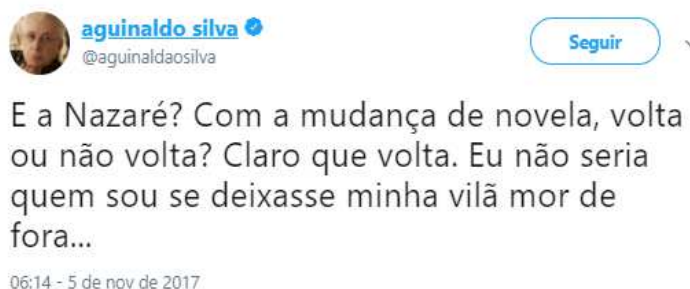 aguinaldo silva
@aguinaldaosilva
Seguir
E a Nazaré? Com a mudança de novela, volta
ou não volta? Claro que volta. Eu não seria
quem sou se deixasse minha vilã mor de
fora...
06:14 - 5 de nov de 2017